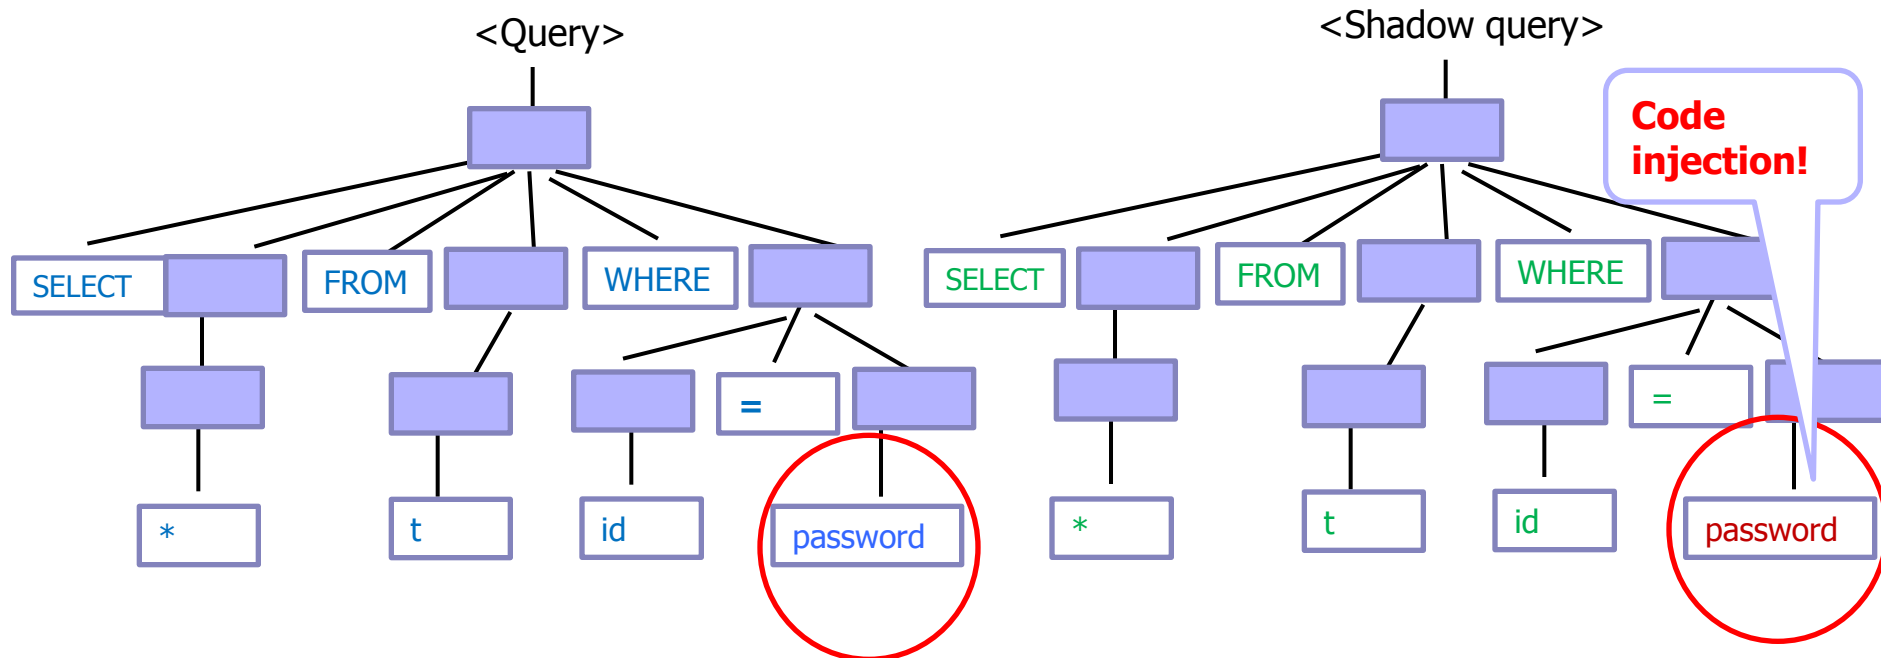 <Query>
SELECT
FROM
WHERE
=
*
t
id
password
<Shadow query>
Code
injection!
SELECT
FROM
WHERE
=
*
t
id
password